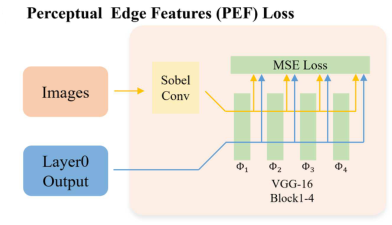 Perceptual Edge Features (PEF) Loss
MSE Loss
Sobel
Conv
Images
Layer0
Output
Φ1 Φ2 Φ3 Φ4
VGG-16
Block1-4